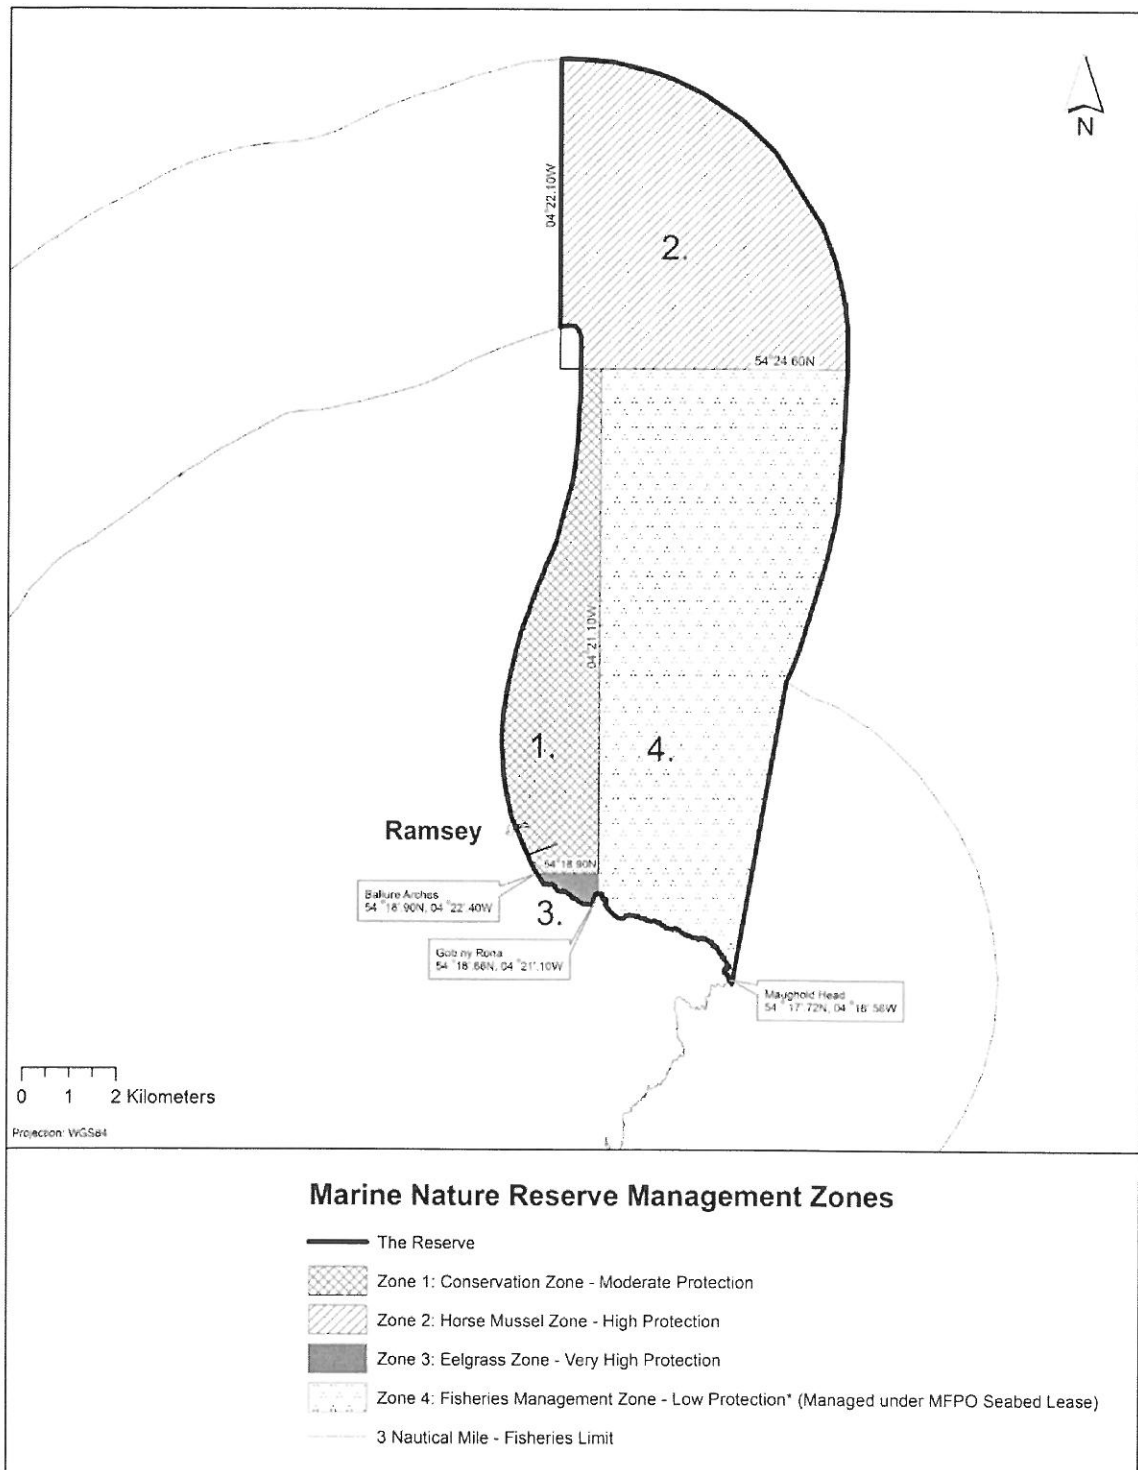 N
04°22.10W
2.
54°24.60N
04°21.10W
1.
4.
Ramsey
54°18.90N
Ballure Arches
54°18'.90N, 04°22'.40W
3.
Gob ny Rona
54°18'.68N, 04°21'.10W
Maughold Head
54°17'.72N, 04°18'.58W
0 1 2 Kilometers
Projection: WGS84
Marine Nature Reserve Management Zones
The Reserve
Zone 1: Conservation Zone - Moderate Protection
Zone 2: Horse Mussel Zone - High Protection
Zone 3: Eelgrass Zone - Very High Protection
Zone 4: Fisheries Management Zone - Low Protection* (Managed under MFPO Seabed Lease)
3 Nautical Mile - Fisheries Limit